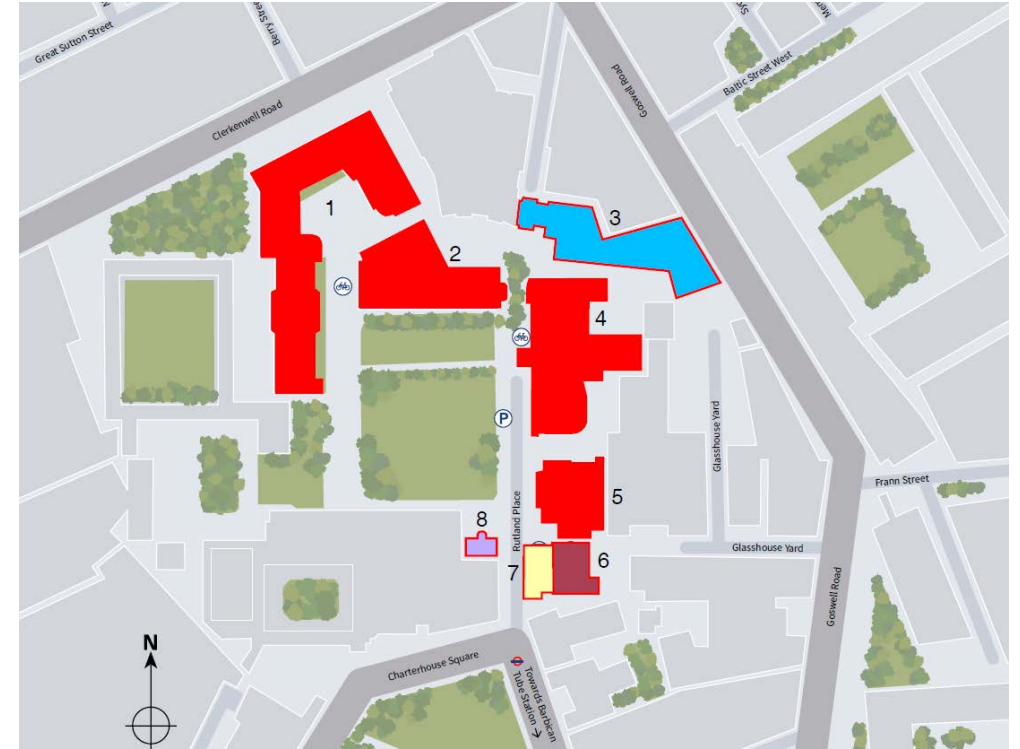 Great Sutton Street
Berry Street
Clerkenwell Road
Goswell Road
Baltic Street West
1
2
3
4
5
6
7
8
P
Glasshouse Yard
Glasshouse Yard
Frann Street
Rutland Place
Goswell Road
Charterhouse Square
Towards Barbican
Tube Station →
N